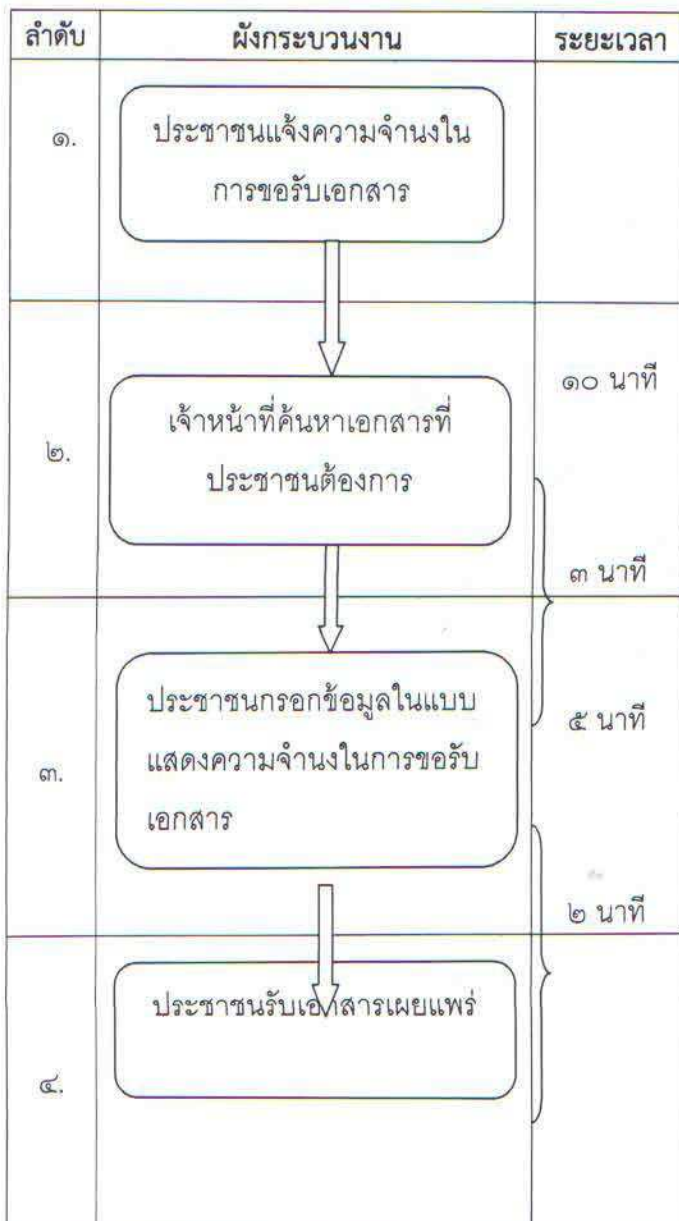 ลำดับ ผังกระบวนงาน ระยะเวลา
๑.
ประชาชนแจ้งความจำนงใน
การขอรับเอกสาร
๑๐ นาที
๒.
เจ้าหน้าที่ค้นหาเอกสารที่
ประชาชนต้องการ
๓ นาที
ประชาชนกรอกข้อมูลในแบบ
๕ นาที
แสดงความจำนงในการขอรับ
๓.
เอกสาร
๒ นาที
ประชาชนรับเอกสารเผยแพร่
๔.